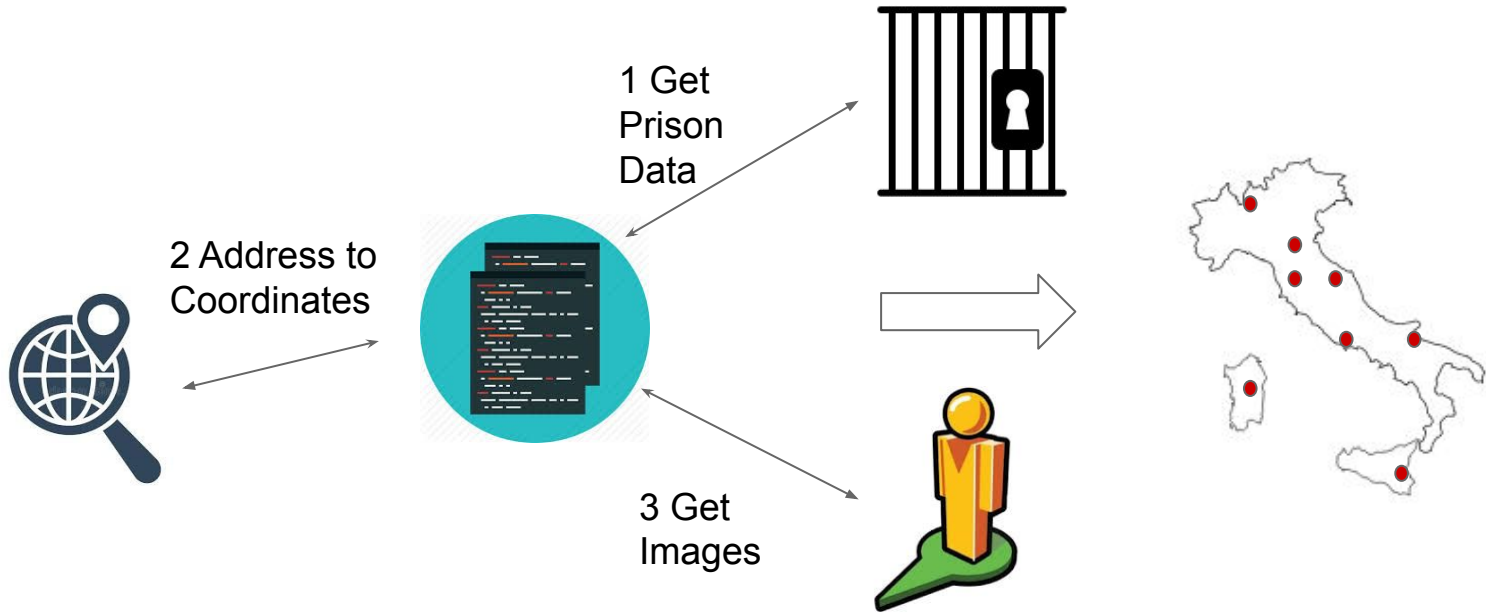 1 Get
Prison
Data
2 Address to
Coordinates
3 Get
Images